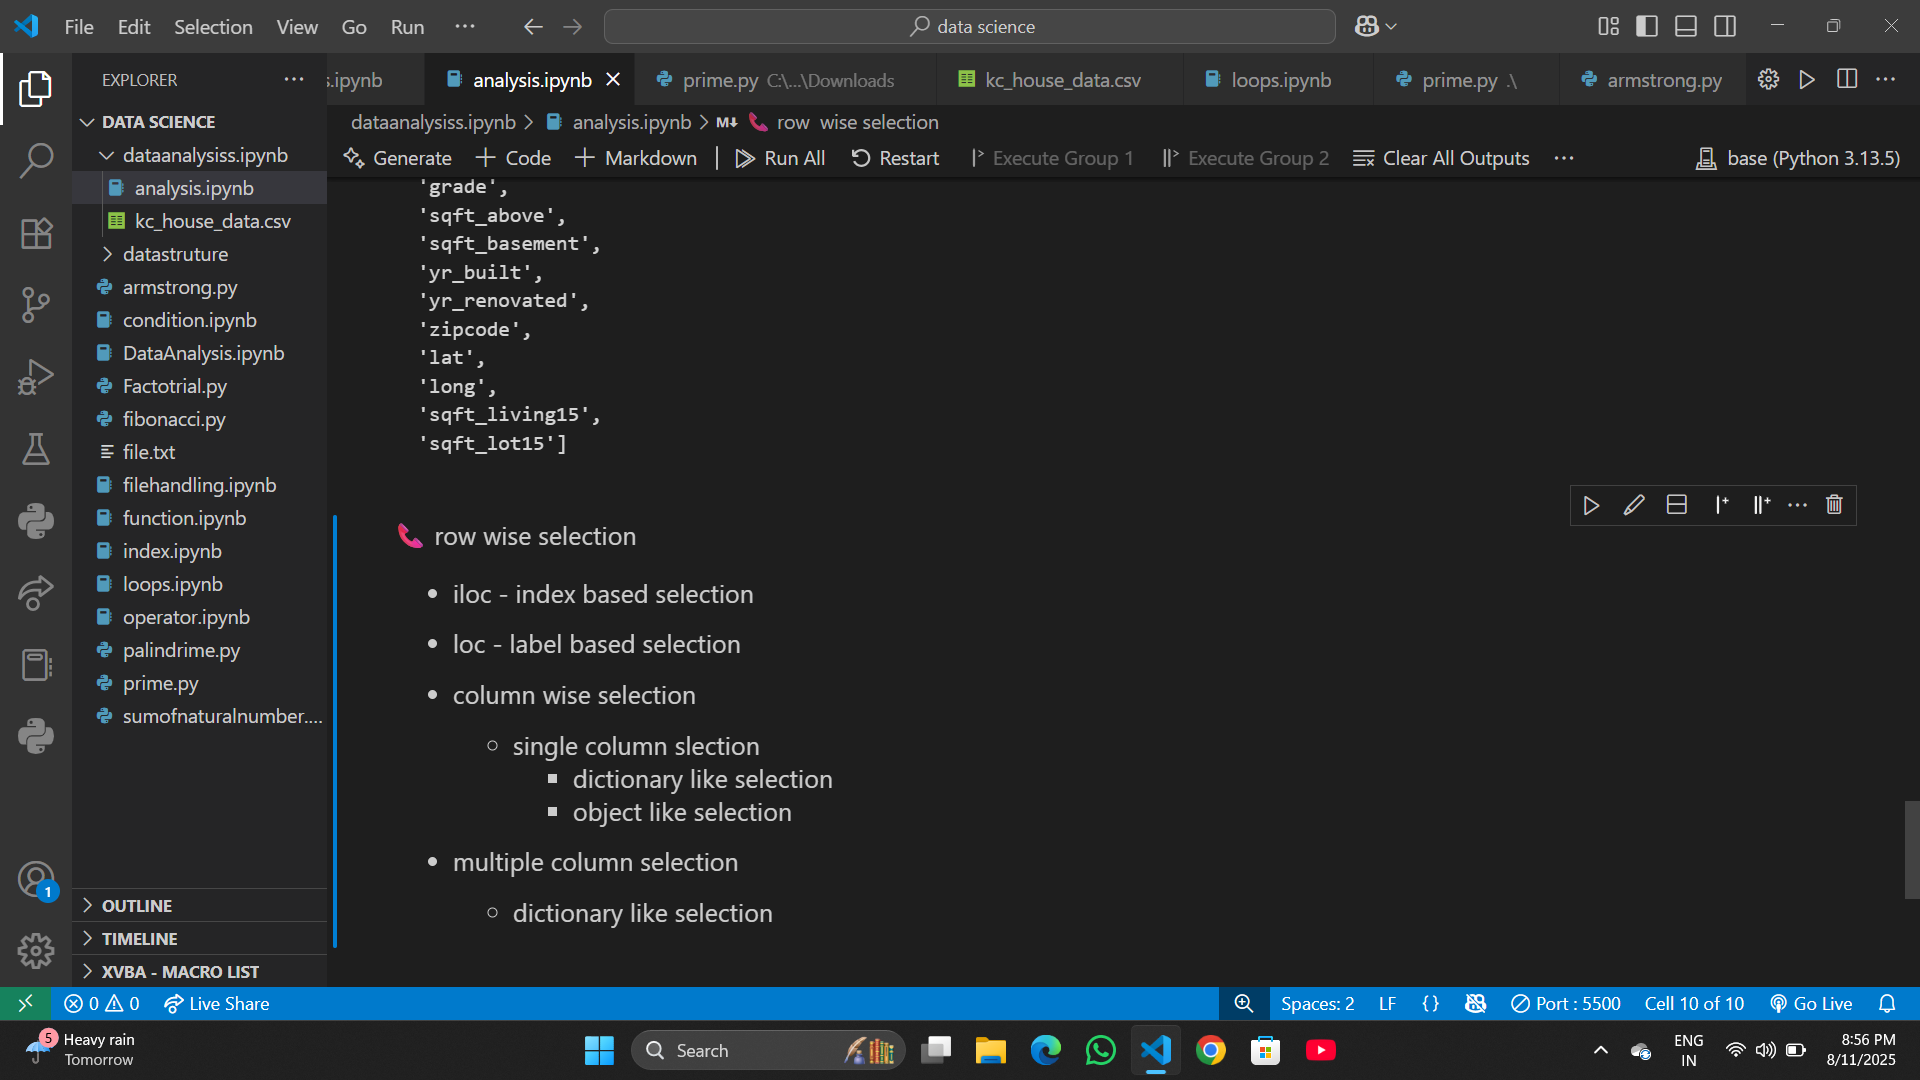 File Edit Selection View Go Run ··· data science
EXPLORER ··· s.ipynb analysis.ipynb prime.py C:\...\Downloads kc_house_data.csv loops.ipynb prime.py .\ armstrong.py ···
dataanalysiss.ipynb > analysis.ipynb > M↓ 📞 row wise selection
Generate + Code + Markdown | Run All Restart Execute Group 1 Execute Group 2 Clear All Outputs ··· base (Python 3.13.5)
DATA SCIENCE
dataanalysiss.ipynb
analysis.ipynb
kc_house_data.csv
datastruture
armstrong.py
condition.ipynb
DataAnalysis.ipynb
Factotrial.py
fibonacci.py
file.txt
filehandling.ipynb
function.ipynb
index.ipynb
loops.ipynb
operator.ipynb
palindrime.py
prime.py
sumofnaturalnumber....
OUTLINE
TIMELINE
XVBA - MACRO LIST
1
'grade',
'sqft_above',
'sqft_basement',
'yr_built',
'yr_renovated',
'zipcode',
'lat',
'long',
'sqft_living15',
'sqft_lot15']
📞 row wise selection
• iloc - index based selection
• loc - label based selection
• column wise selection
○ single column slection
▪ dictionary like selection
▪ object like selection
• multiple column selection
○ dictionary like selection
0 0 Live Share Spaces: 2 LF {} Port : 5500 Cell 10 of 10 Go Live
5 Heavy rain
Tomorrow
Search
ENG
IN
8:56 PM
8/11/2025